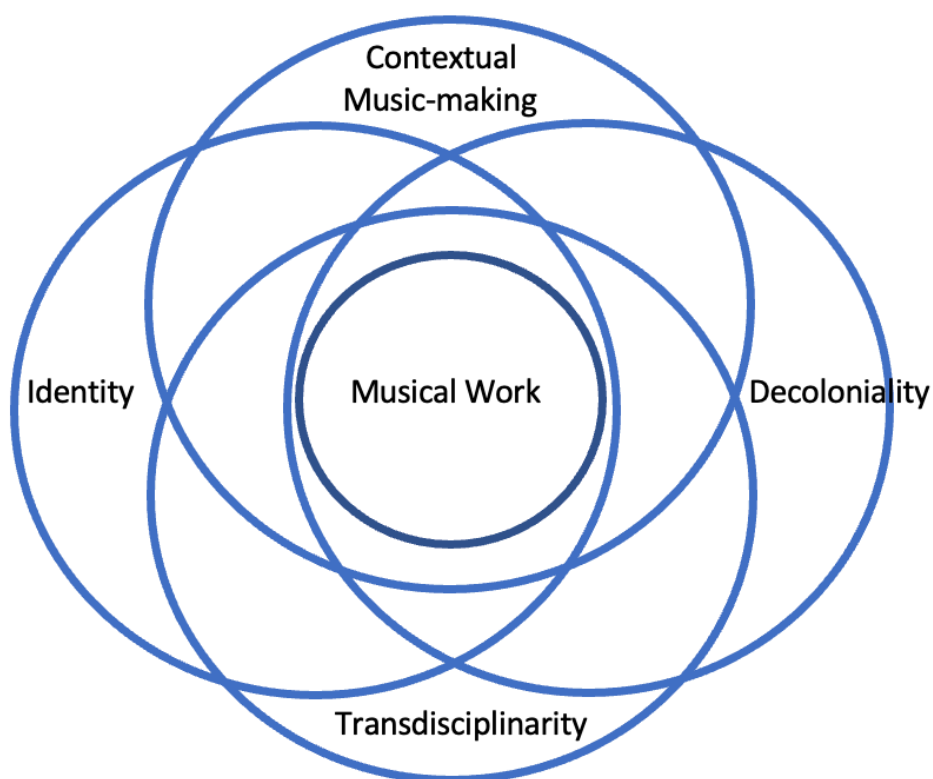 Contextual
Music-making
Identity
Musical Work
Decoloniality
Transdisciplinarity